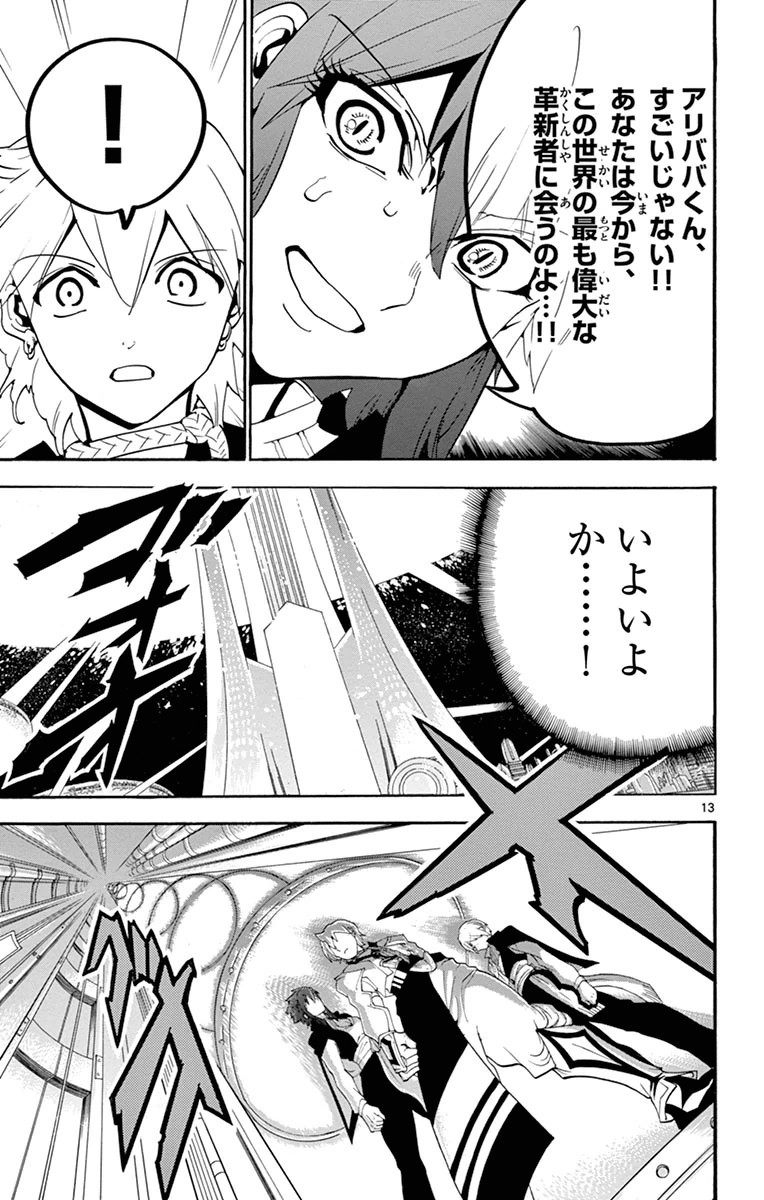 アリババくん、
すごいじゃない!!
あなたは今から、
この世界の最も偉大な
革新者に会うのよ…!!
!
いよいよ
か……!
13